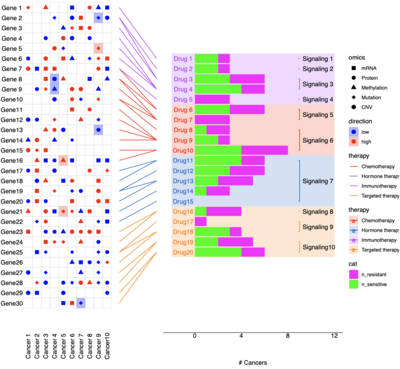 Gene 1
Gene 2
Gene 3
Gene 4
Gene 5
Gene 6
Gene 7
Gene 8
Gene 9
Gene10
Gene11
Gene12
Gene13
Gene14
Gene15
Gene16
Gene17
Gene18
Gene19
Gene20
Gene21
Gene22
Gene23
Gene24
Gene25
Gene26
Gene27
Gene28
Gene29
Gene30
Cancer 1
Cancer 2
Cancer 3
Cancer 4
Cancer 5
Cancer 6
Cancer 7
Cancer 8
Cancer 9
Cancer10
Drug 1
Drug 2
Drug 3
Drug 4
Drug 5
Drug 6
Drug 7
Drug 8
Drug 9
Drug10
Drug11
Drug12
Drug13
Drug14
Drug15
Drug16
Drug17
Drug18
Drug19
Drug20
Signaling 1
Signaling 2
Signaling 3
Signaling 4
Signaling 5
Signaling 6
Signaling 7
Signaling 8
Signaling 9
Signaling10
0 4 8 12
# Cancers
omics
mRNA
Protein
Methylation
Mutation
CNV
direction
low
high
therapy
Chemotherapy
Hormone therapy
Immunotherapy
Targeted therapy
therapy
Chemotherapy
Hormone therapy
Immunotherapy
Targeted therapy
cat
n_resistant
n_sensitive